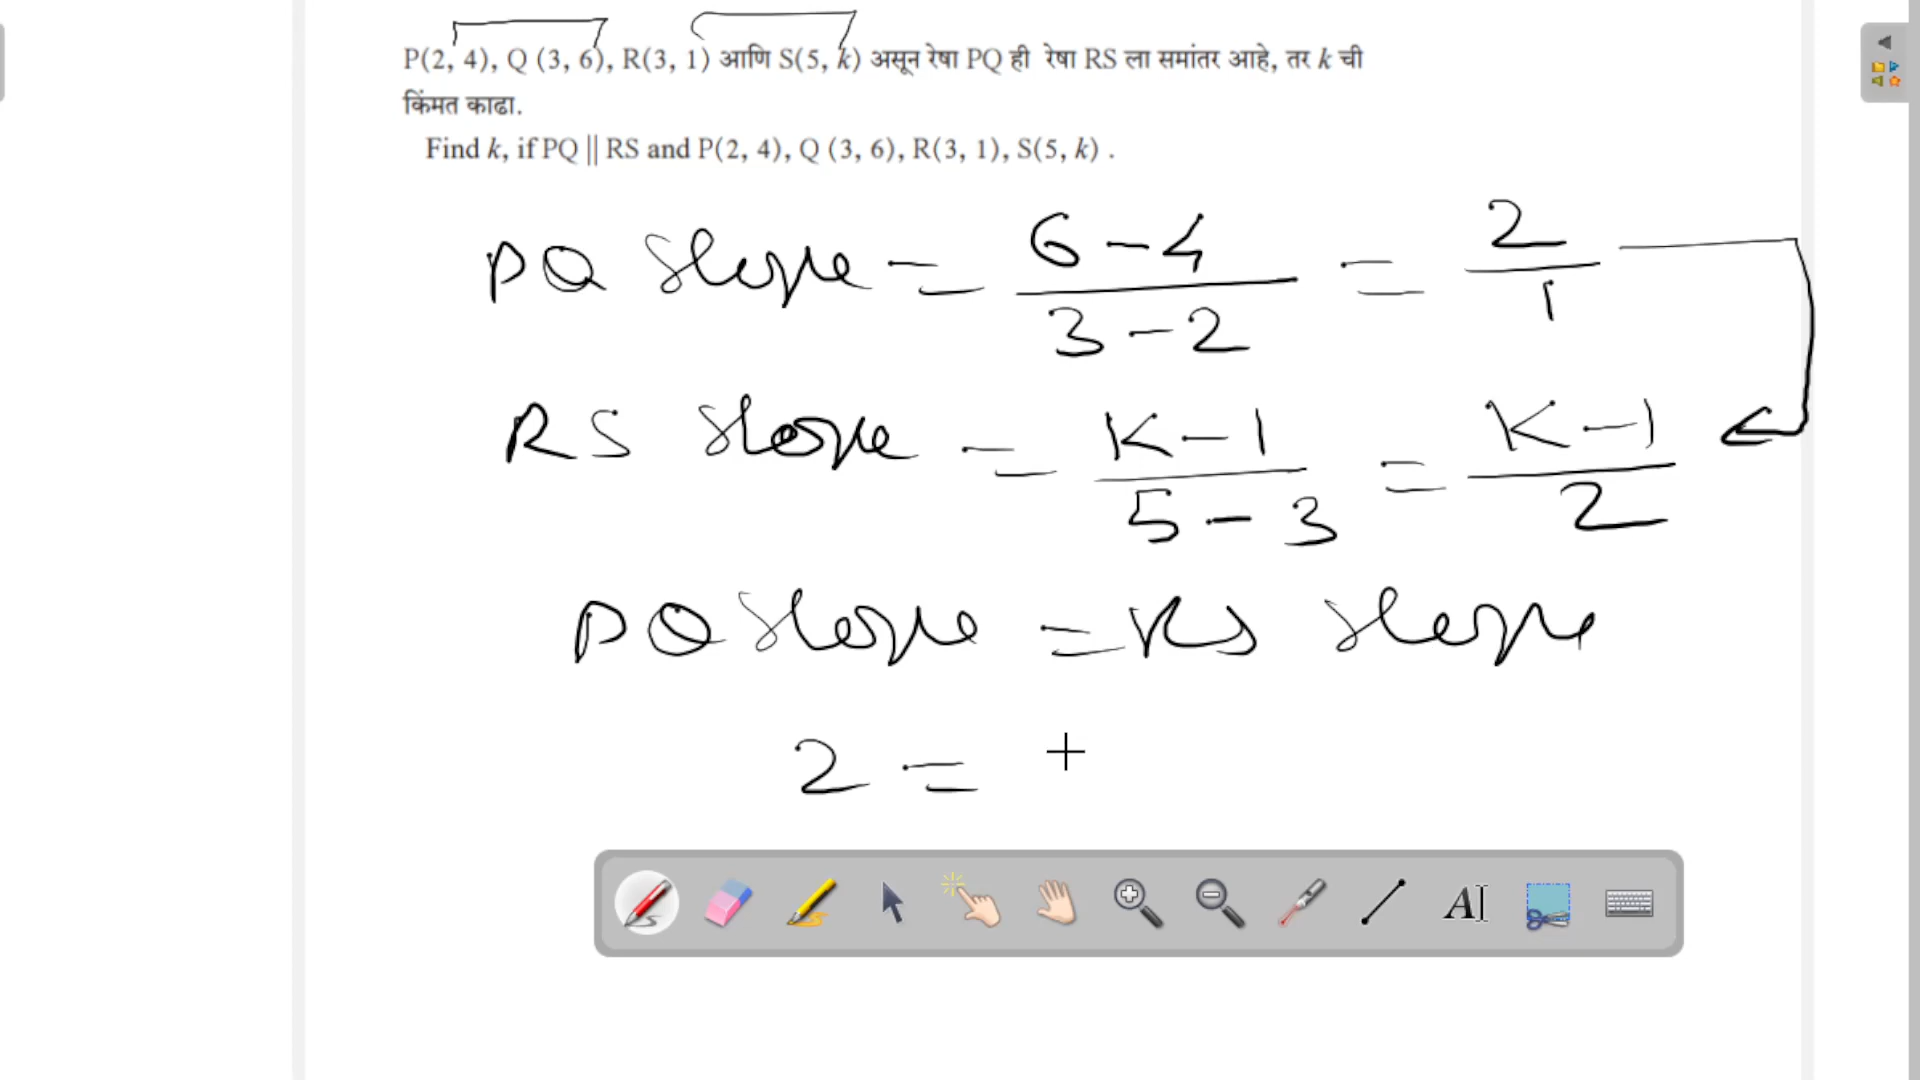 P(2, 4), Q (3, 6), R(3, 1) आणि S(5, k) असून रेषा PQ ही रेषा RS ला समांतर आहे, तर k ची
किंमत काढा.
Find k, if PQ || RS and P(2, 4), Q (3, 6), R(3, 1), S(5, k) .
PQ slope = 6-4 / 3-2 = 2/1
RS slope = K-1 / 5-3 = K-1 / 2
PQ slope = RS slope
2 =